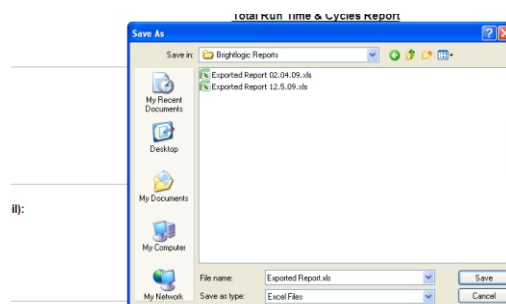 Total Run Time & Cycles Report
Save As
Save in:
Brightlogic Reports
My Recent
Documents
Desktop
My Documents
My Computer
My Network
Exported Report 02.04.09.xls
Exported Report 12.5.09.xls
il):
File name:
Exported Report.xls
Save
Save as type:
Excel Files
Cancel